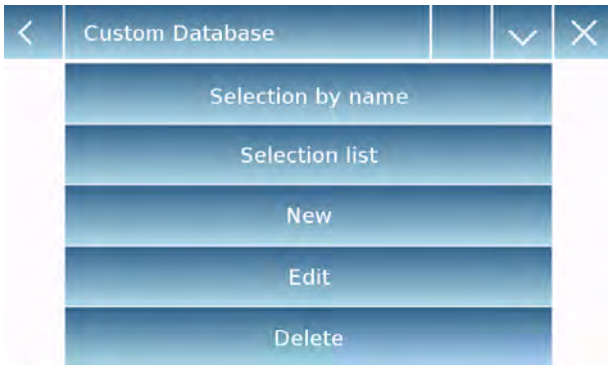 Custom Database
Selection by name
Selection list
New
Edit
Delete